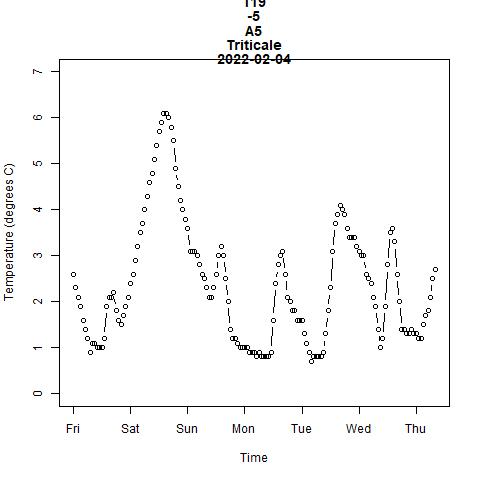 T19
-5
A5
Triticale
2022-02-04
Temperature (degrees C)
7
6
5
4
3
2
1
0
Fri Sat Sun Mon Tue Wed Thu
Time